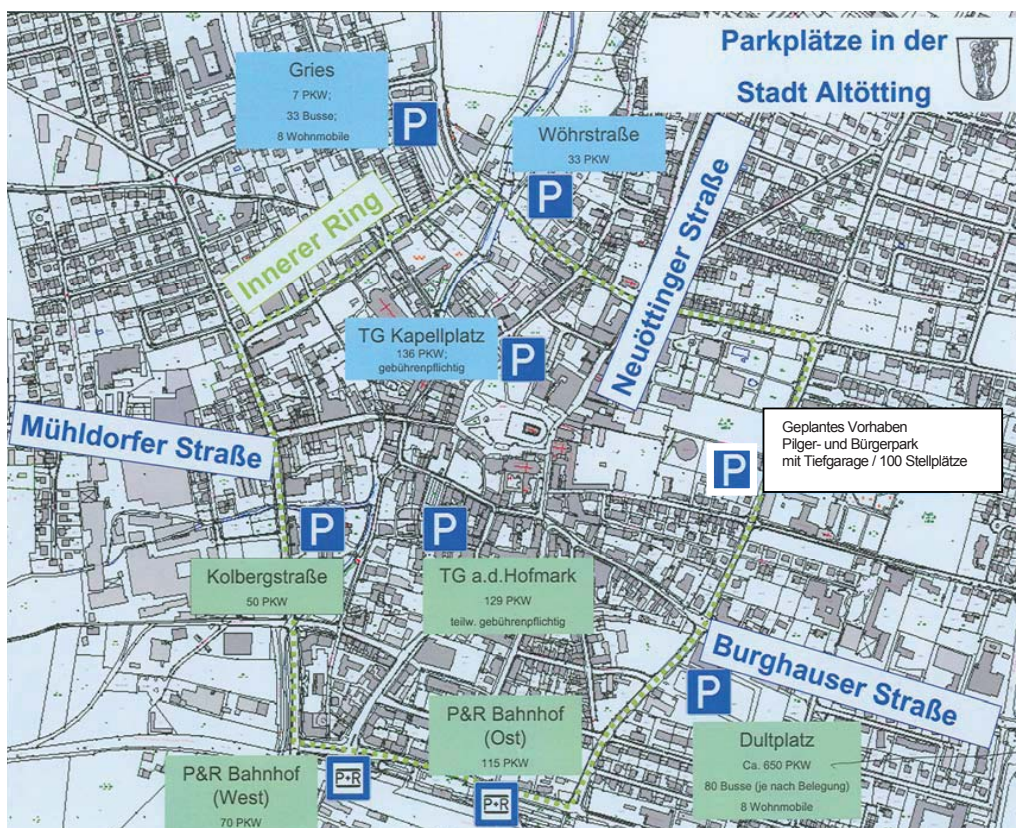 Parkplätze in der
Stadt Altötting
Gries
7 PKW;
33 Busse;
8 Wohnmobile
P
Wöhrstraße
33 PKW
P
Innerer Ring
Neuöttinger Straße
TG Kapellplatz
136 PKW;
gebührenpflichtig
P
Mühldorfer Straße
Geplantes Vorhaben
Pilger- und Bürgerpark
mit Tiefgarage / 100 Stellplätze
P
P
Kolbergstraße
50 PKW
P
TG a.d.Hofmark
129 PKW
teilw. gebührenpflichtig
Burghauser Straße
P
Dultplatz
Ca. 650 PKW
80 Busse (je nach Belegung)
8 Wohnmobile
P&R Bahnhof
(Ost)
115 PKW
P+R
P&R Bahnhof
(West)
70 PKW
P+R